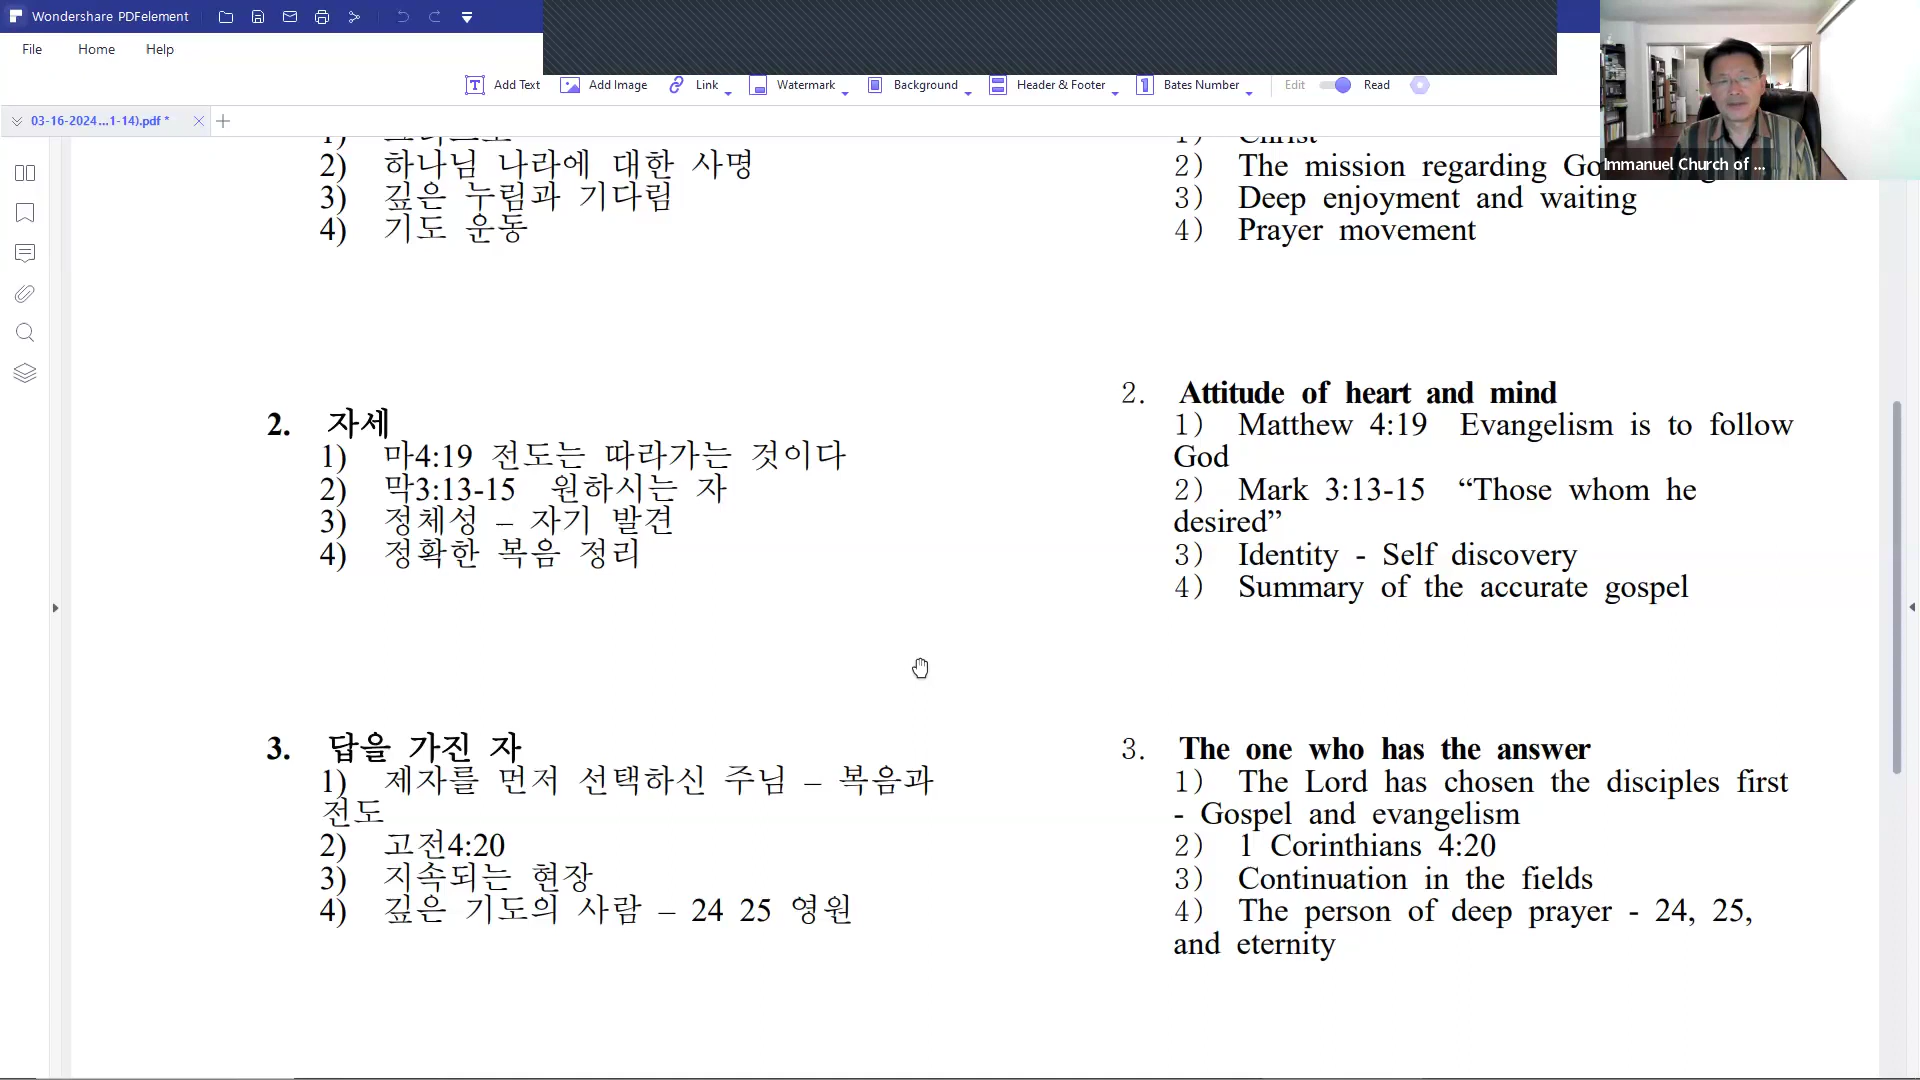 Wondershare PDFelement
File Home Help
Add Text Add Image Link Watermark Background Header & Footer Bates Number Edit Read
03-16-2024...1-14).pdf *
Immanuel Church of ...
2) 하나님 나라에 대한 사명
3) 깊은 누림과 기다림
4) 기도 운동
2. 자세
1) 마4:19 전도는 따라가는 것이다
2) 막3:13-15 원하시는 자
3) 정체성 – 자기 발견
4) 정확한 복음 정리
3. 답을 가진 자
1) 제자를 먼저 선택하신 주님 – 복음과
전도
2) 고전4:20
3) 지속되는 현장
4) 깊은 기도의 사람 – 24 25 영원
1) Christ
2) The mission regarding
3) Deep enjoyment and waiting
4) Prayer movement
2. Attitude of heart and mind
1) Matthew 4:19 Evangelism is to follow
God
2) Mark 3:13-15 “Those whom he
desired”
3) Identity - Self discovery
4) Summary of the accurate gospel
3. The one who has the answer
1) The Lord has chosen the disciples first
- Gospel and evangelism
2) 1 Corinthians 4:20
3) Continuation in the fields
4) The person of deep prayer - 24, 25,
and eternity